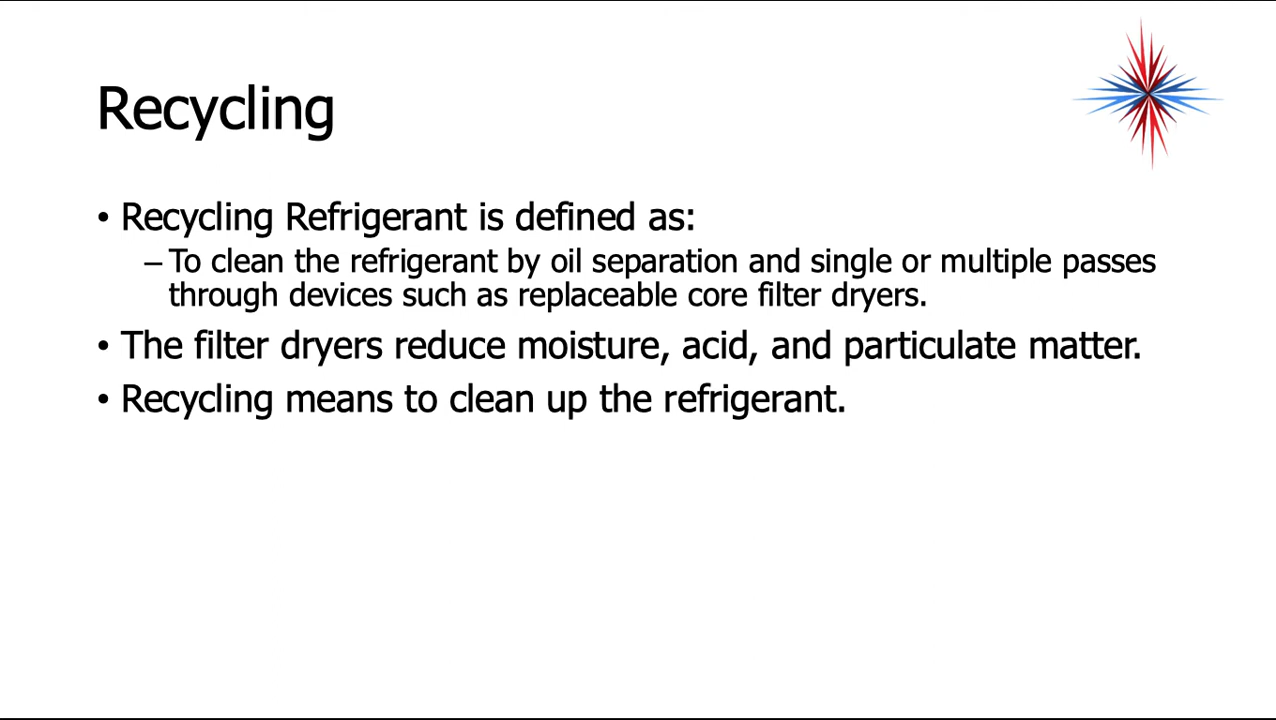 Recycling
• Recycling Refrigerant is defined as:
– To clean the refrigerant by oil separation and single or multiple passes
through devices such as replaceable core filter dryers.
• The filter dryers reduce moisture, acid, and particulate matter.
• Recycling means to clean up the refrigerant.